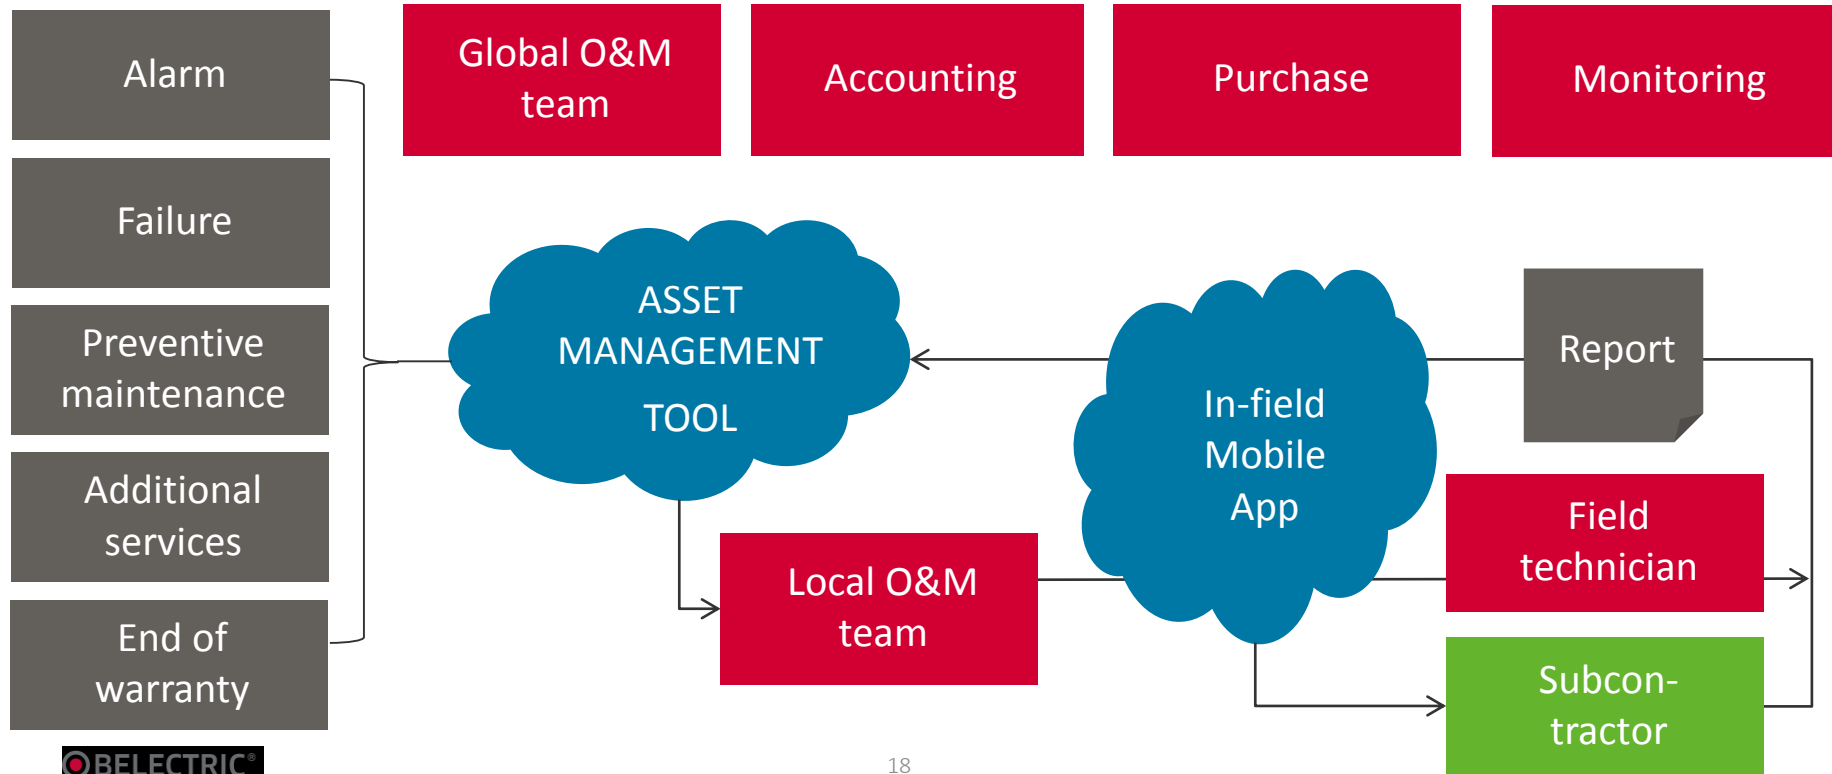 Alarm
Global O&M
team
Accounting
Purchase
Monitoring
Failure
Preventive
maintenance
Additional
services
End of
warranty
ASSET
MANAGEMENT
TOOL
In-field
Mobile
App
Report
Local O&M
team
Field
technician
Subcon-
tractor
BELECTRIC®
18